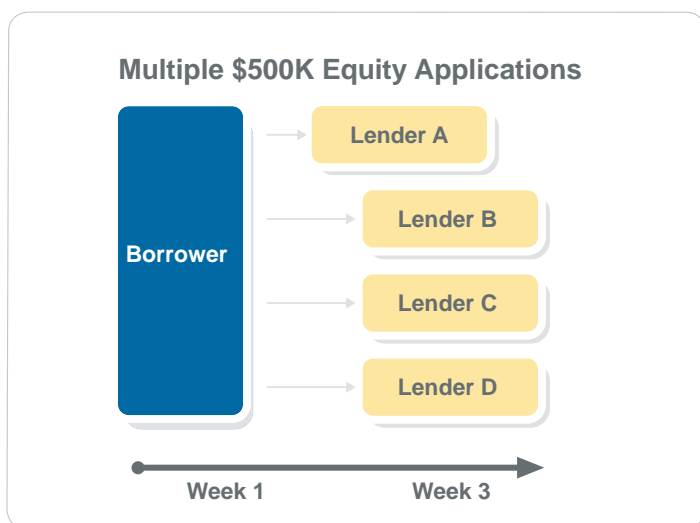 Multiple $500K Equity Applications
Lender A
Lender B
Borrower
Lender C
Lender D
Week 1
Week 3